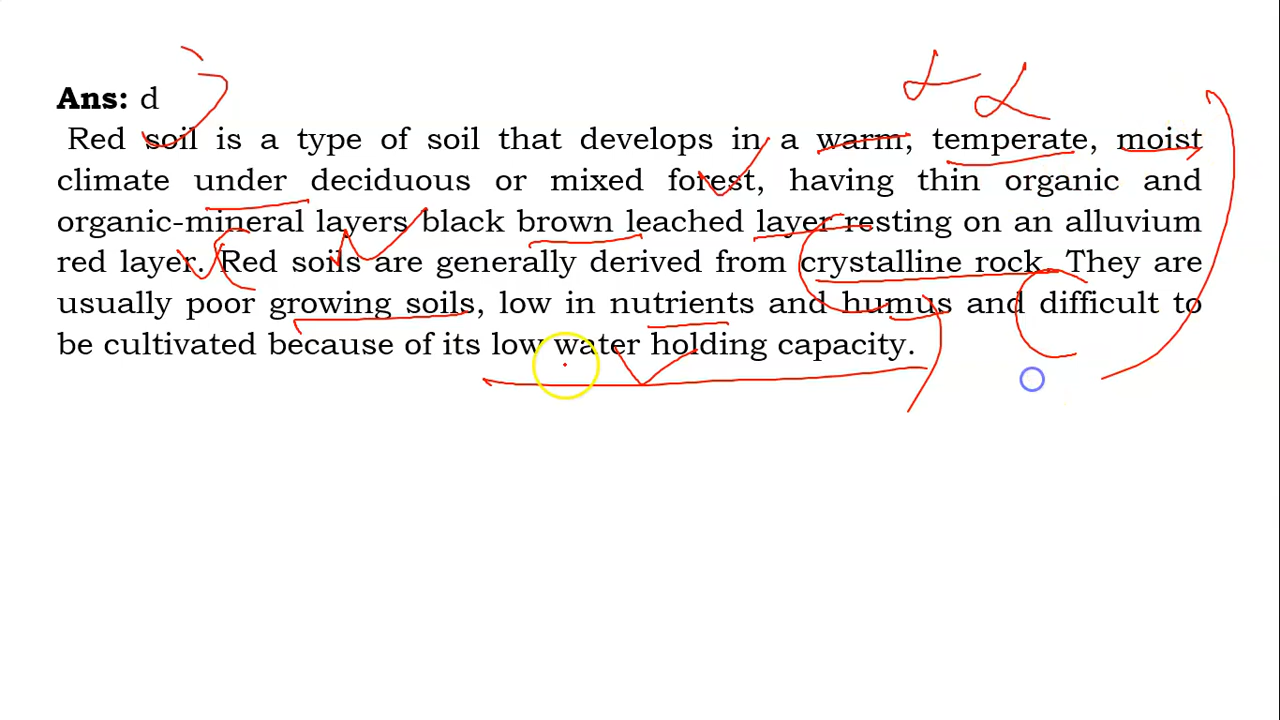 Ans: d
Red soil is a type of soil that develops in a warm, temperate, moist
climate under deciduous or mixed forest, having thin organic and
organic-mineral layers black brown leached layer resting on an alluvium
red layer. Red soils are generally derived from crystalline rock. They are
usually poor growing soils, low in nutrients and humus and difficult to
be cultivated because of its low water holding capacity.